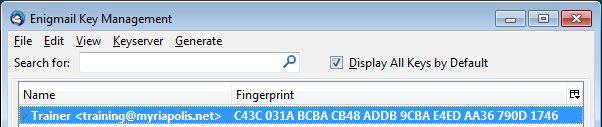 Enigmail Key Management
File Edit View Keyserver Generate
Search for: Display All Keys by Default
Name Fingerprint
Trainer <training@myriapolis.net> C43C 031A BCBA CB48 ADDB 9CBA E4ED AA36 790D 1746